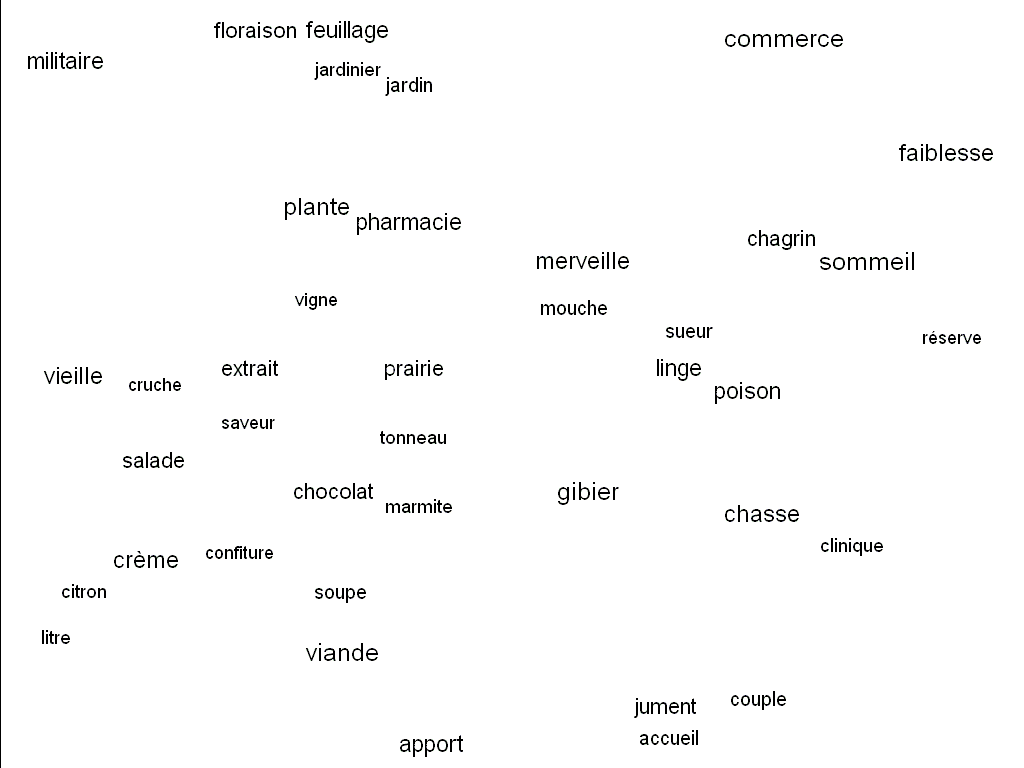 floraison feuillage
commerce
militaire
jardinier
jardin
faiblesse
plante
pharmacie
chagrin
merveille
sommeil
vigne
mouche
sueur
réserve
vieille
cruche
extrait
prairie
linge
poison
saveur
tonneau
salade
chocolat
marmite
gibier
chasse
clinique
crème
confiture
citron
soupe
litre
viande
jument
couple
accueil
apport